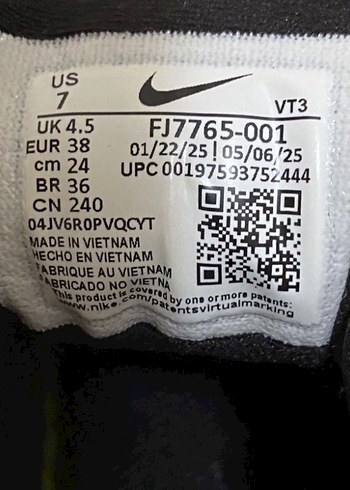 US
7
VT3
UK 4.5
FJ7765-001
EUR 38
01/22/25 | 05/06/25
cm 24
UPC 00197593752444
BR 36
CN 240
04JV6R0PVQCYT
MADE IN VIETNAM
HECHO EN VIETNAM
FABRIQUE AU VIETNAM
FABRICADO NO VIETNA
This product is covered by one or more patents:
www.nike.com/patentsvirtualmarking